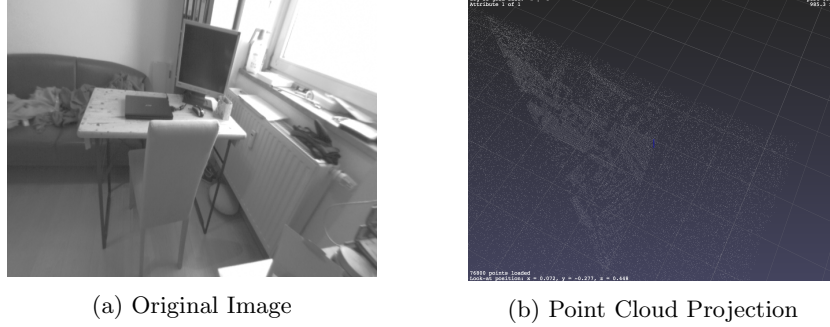 Attribute 1 of 1
985.3
76800 points loaded
Look-at position: x = 0.072, y = -0.277, z = 0.448
(a) Original Image
(b) Point Cloud Projection